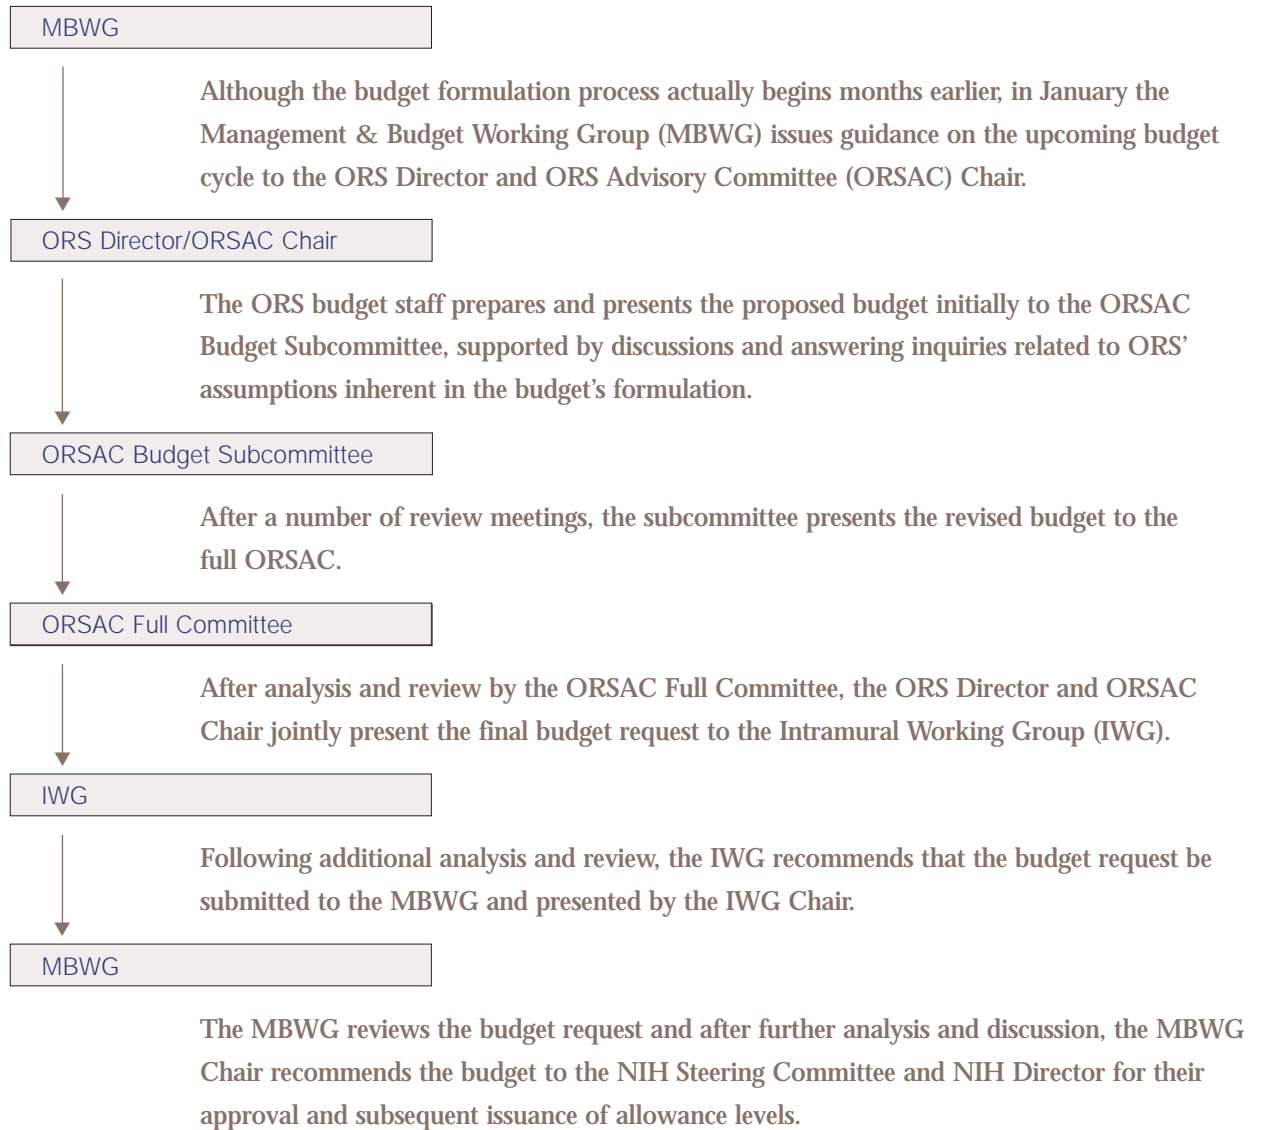 MBWG
Although the budget formulation process actually begins months earlier, in January the
Management & Budget Working Group (MBWG) issues guidance on the upcoming budget
cycle to the ORS Director and ORS Advisory Committee (ORSAC) Chair.
ORS Director/ORSAC Chair
The ORS budget staff prepares and presents the proposed budget initially to the ORSAC
Budget Subcommittee, supported by discussions and answering inquiries related to ORS’
assumptions inherent in the budget’s formulation.
ORSAC Budget Subcommittee
After a number of review meetings, the subcommittee presents the revised budget to the
full ORSAC.
ORSAC Full Committee
After analysis and review by the ORSAC Full Committee, the ORS Director and ORSAC
Chair jointly present the final budget request to the Intramural Working Group (IWG).
IWG
Following additional analysis and review, the IWG recommends that the budget request be
submitted to the MBWG and presented by the IWG Chair.
MBWG
The MBWG reviews the budget request and after further analysis and discussion, the MBWG
Chair recommends the budget to the NIH Steering Committee and NIH Director for their
approval and subsequent issuance of allowance levels.